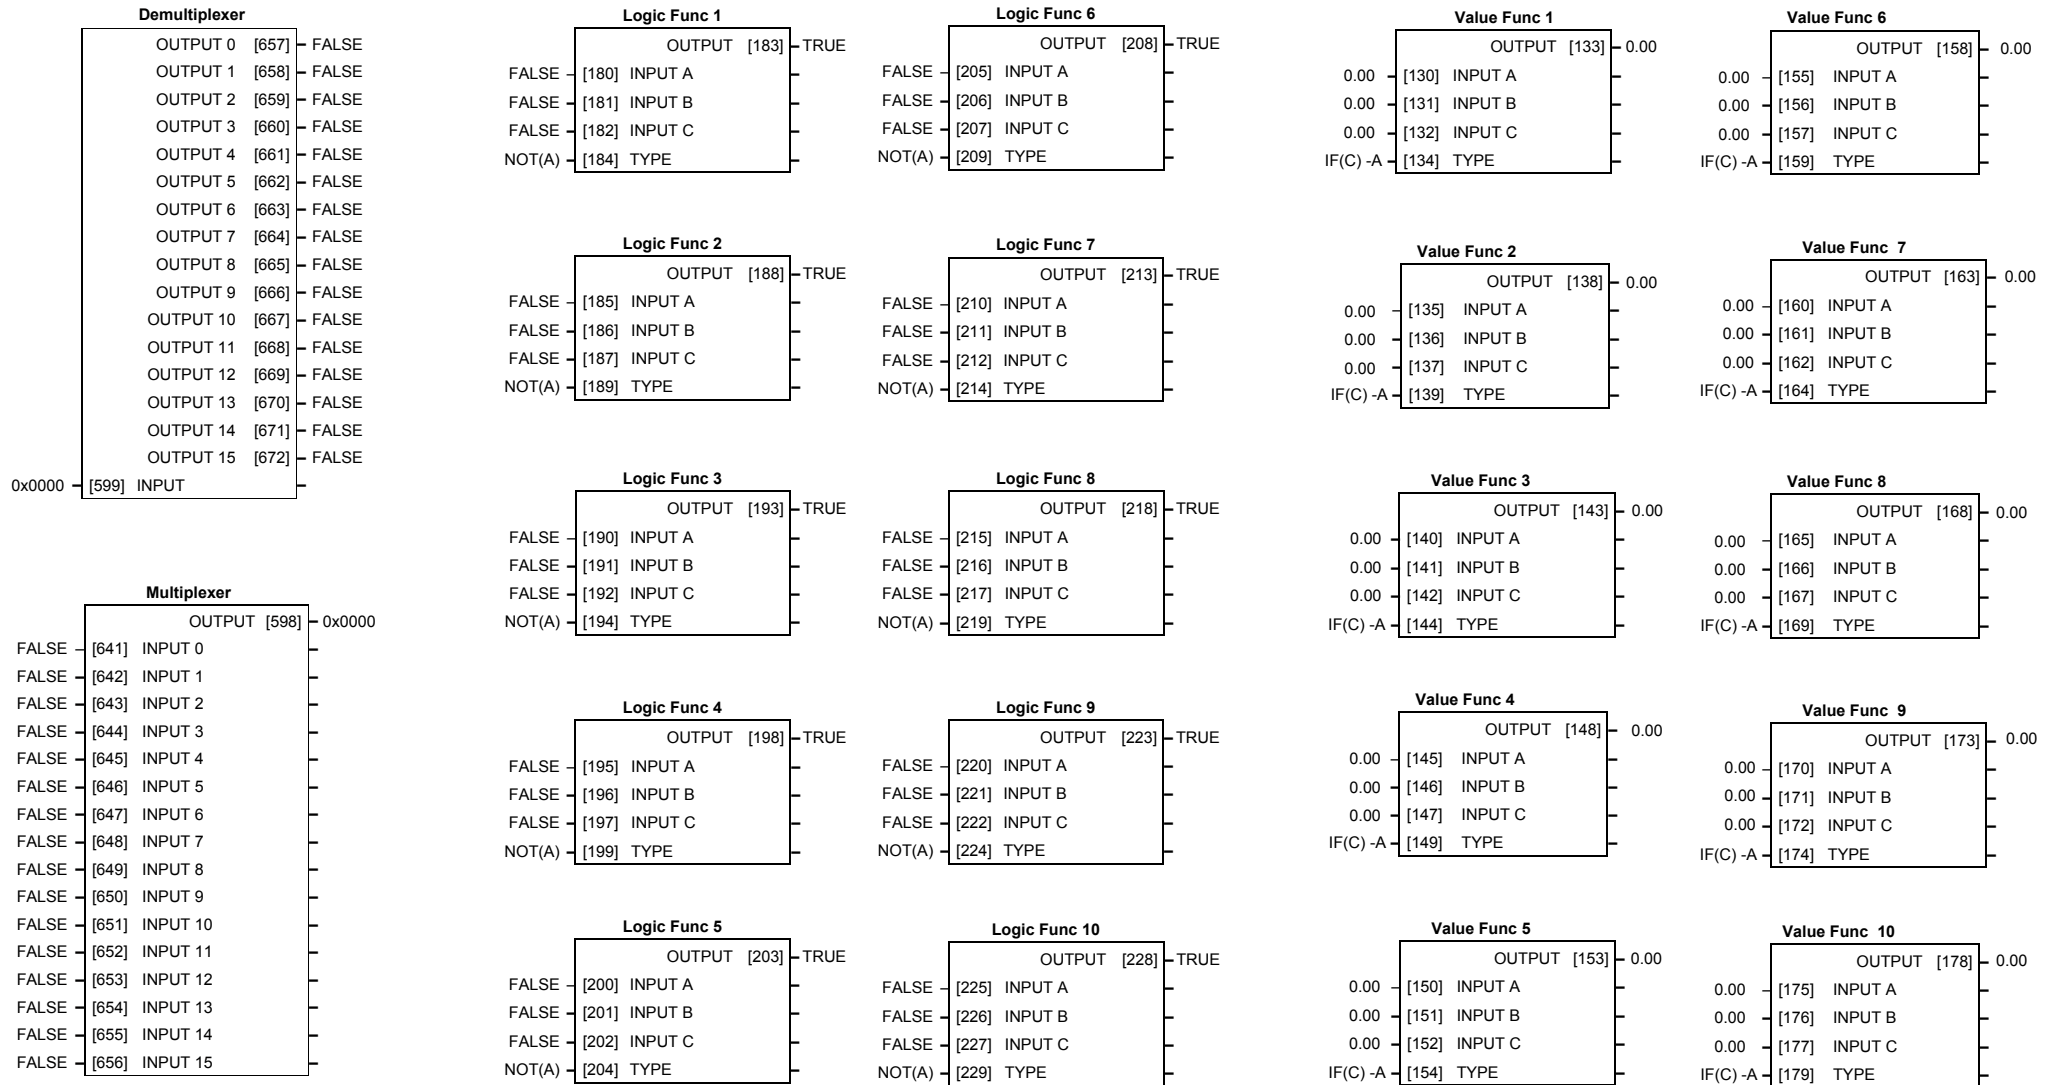 Demultiplexer
OUTPUT 0 [657] FALSE
OUTPUT 1 [658] FALSE
OUTPUT 2 [659] FALSE
OUTPUT 3 [660] FALSE
OUTPUT 4 [661] FALSE
OUTPUT 5 [662] FALSE
OUTPUT 6 [663] FALSE
OUTPUT 7 [664] FALSE
OUTPUT 8 [665] FALSE
OUTPUT 9 [666] FALSE
OUTPUT 10 [667] FALSE
OUTPUT 11 [668] FALSE
OUTPUT 12 [669] FALSE
OUTPUT 13 [670] FALSE
OUTPUT 14 [671] FALSE
OUTPUT 15 [672] FALSE
0x0000 [599] INPUT
Multiplexer
OUTPUT [598] 0x0000
FALSE [641] INPUT 0
FALSE [642] INPUT 1
FALSE [643] INPUT 2
FALSE [644] INPUT 3
FALSE [645] INPUT 4
FALSE [646] INPUT 5
FALSE [647] INPUT 6
FALSE [648] INPUT 7
FALSE [649] INPUT 8
FALSE [650] INPUT 9
FALSE [651] INPUT 10
FALSE [652] INPUT 11
FALSE [653] INPUT 12
FALSE [654] INPUT 13
FALSE [655] INPUT 14
FALSE [656] INPUT 15
Logic Func 1
OUTPUT [183] TRUE
FALSE [180] INPUT A
FALSE [181] INPUT B
FALSE [182] INPUT C
NOT(A) [184] TYPE
Logic Func 2
OUTPUT [188] TRUE
FALSE [185] INPUT A
FALSE [186] INPUT B
FALSE [187] INPUT C
NOT(A) [189] TYPE
Logic Func 3
OUTPUT [193] TRUE
FALSE [190] INPUT A
FALSE [191] INPUT B
FALSE [192] INPUT C
NOT(A) [194] TYPE
Logic Func 4
OUTPUT [198] TRUE
FALSE [195] INPUT A
FALSE [196] INPUT B
FALSE [197] INPUT C
NOT(A) [199] TYPE
Logic Func 5
OUTPUT [203] TRUE
FALSE [200] INPUT A
FALSE [201] INPUT B
FALSE [202] INPUT C
NOT(A) [204] TYPE
Logic Func 6
OUTPUT [208] TRUE
FALSE [205] INPUT A
FALSE [206] INPUT B
FALSE [207] INPUT C
NOT(A) [209] TYPE
Logic Func 7
OUTPUT [213] TRUE
FALSE [210] INPUT A
FALSE [211] INPUT B
FALSE [212] INPUT C
NOT(A) [214] TYPE
Logic Func 8
OUTPUT [218] TRUE
FALSE [215] INPUT A
FALSE [216] INPUT B
FALSE [217] INPUT C
NOT(A) [219] TYPE
Logic Func 9
OUTPUT [223] TRUE
FALSE [220] INPUT A
FALSE [221] INPUT B
FALSE [222] INPUT C
NOT(A) [224] TYPE
Logic Func 10
OUTPUT [228] TRUE
FALSE [225] INPUT A
FALSE [226] INPUT B
FALSE [227] INPUT C
NOT(A) [229] TYPE
Value Func 1
OUTPUT [133] 0.00
0.00 [130] INPUT A
0.00 [131] INPUT B
0.00 [132] INPUT C
IF(C) -A [134] TYPE
Value Func 2
OUTPUT [138] 0.00
0.00 [135] INPUT A
0.00 [136] INPUT B
0.00 [137] INPUT C
IF(C) -A [139] TYPE
Value Func 3
OUTPUT [143] 0.00
0.00 [140] INPUT A
0.00 [141] INPUT B
0.00 [142] INPUT C
IF(C) -A [144] TYPE
Value Func 4
OUTPUT [148] 0.00
0.00 [145] INPUT A
0.00 [146] INPUT B
0.00 [147] INPUT C
IF(C) -A [149] TYPE
Value Func 5
OUTPUT [153] 0.00
0.00 [150] INPUT A
0.00 [151] INPUT B
0.00 [152] INPUT C
IF(C) -A [154] TYPE
Value Func 6
OUTPUT [158] 0.00
0.00 [155] INPUT A
0.00 [156] INPUT B
0.00 [157] INPUT C
IF(C) -A [159] TYPE
Value Func 7
OUTPUT [163] 0.00
0.00 [160] INPUT A
0.00 [161] INPUT B
0.00 [162] INPUT C
IF(C) -A [164] TYPE
Value Func 8
OUTPUT [168] 0.00
0.00 [165] INPUT A
0.00 [166] INPUT B
0.00 [167] INPUT C
IF(C) -A [169] TYPE
Value Func 9
OUTPUT [173] 0.00
0.00 [170] INPUT A
0.00 [171] INPUT B
0.00 [172] INPUT C
IF(C) -A [174] TYPE
Value Func 10
OUTPUT [178] 0.00
0.00 [175] INPUT A
0.00 [176] INPUT B
0.00 [177] INPUT C
IF(C) -A [179] TYPE